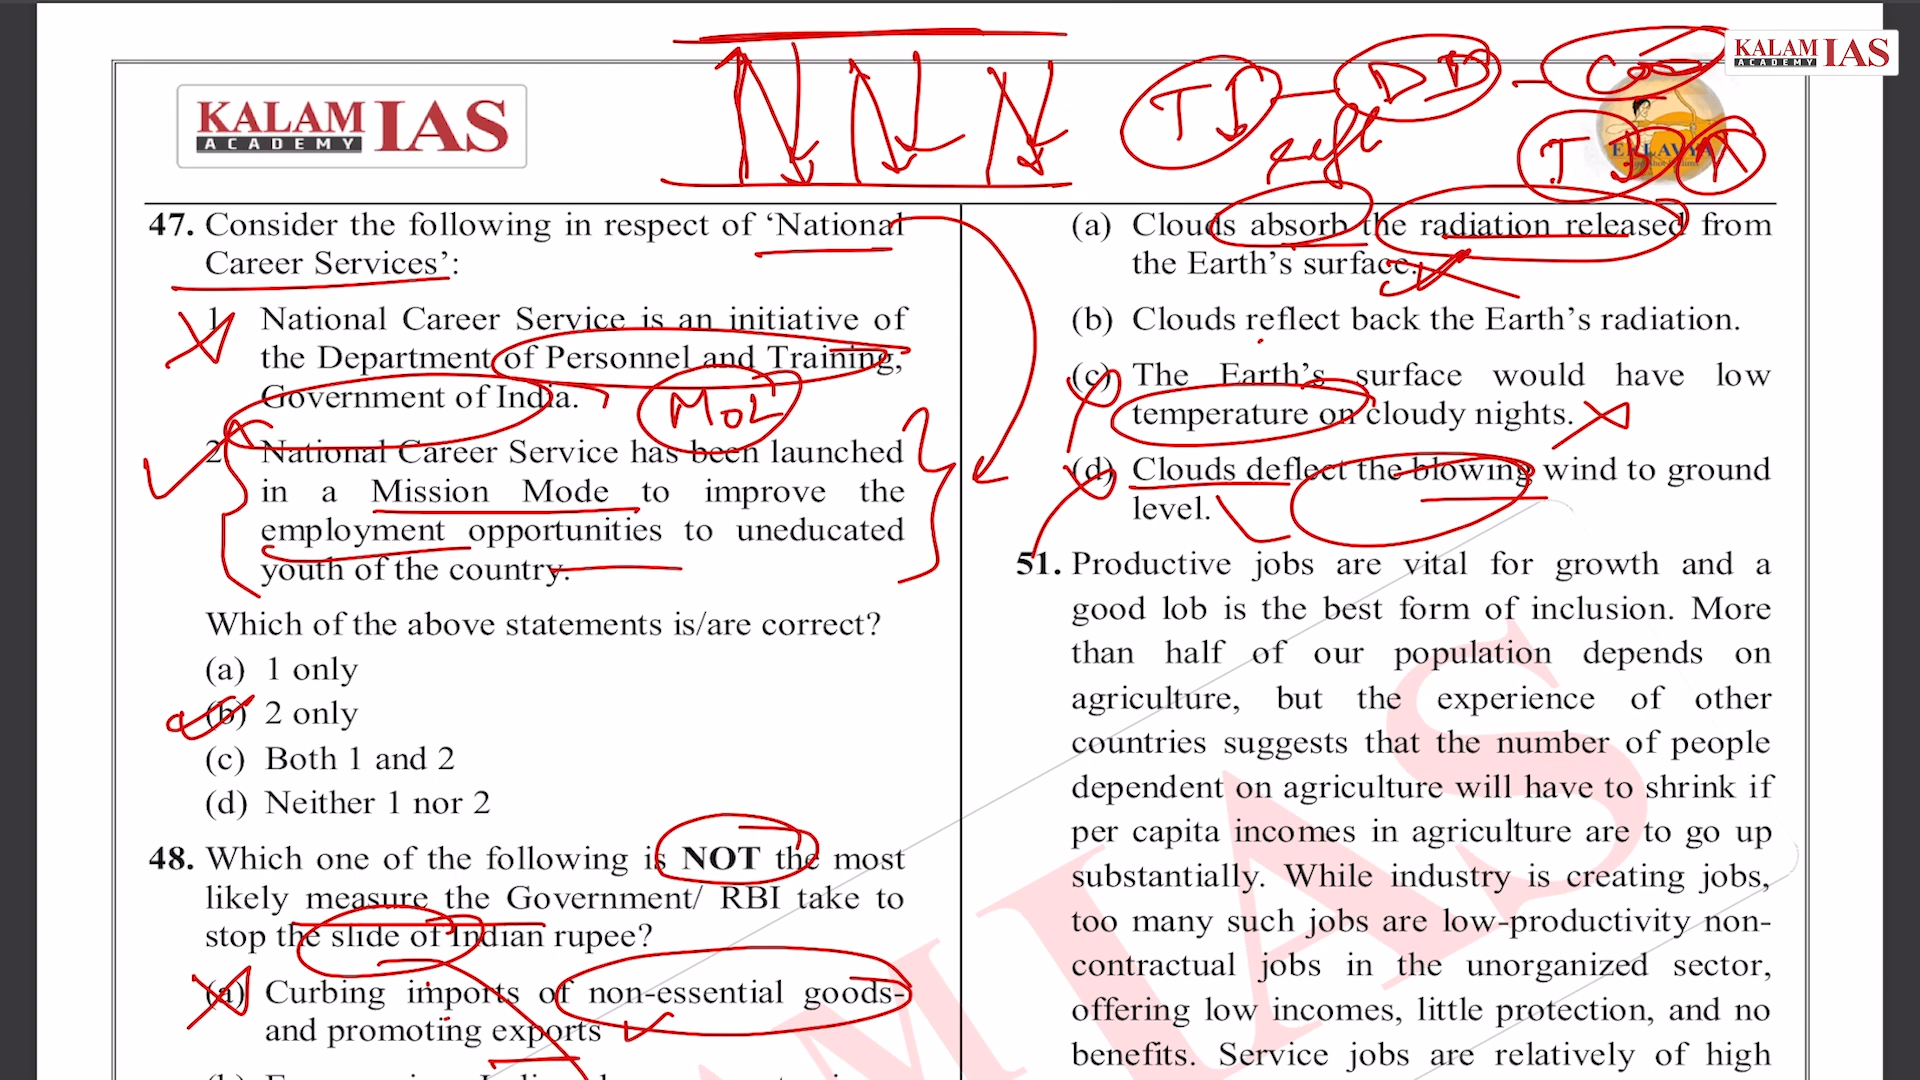 KALAM IAS
ACADEMY
KALAM IAS
ACADEMY
47. Consider the following in respect of ‘National
Career Services’:
1. National Career Service is an initiative of
the Department of Personnel and Training,
Government of India.
MOL
2. National Career Service has been launched
in a Mission Mode to improve the
employment opportunities to uneducated
youth of the country.
Which of the above statements is/are correct?
(a) 1 only
(b) 2 only
(c) Both 1 and 2
(d) Neither 1 nor 2
48. Which one of the following is NOT the most
likely measure the Government/ RBI take to
stop the slide of Indian rupee?
(a) Curbing imports of non-essential goods-
and promoting exports
(a) Clouds absorb the radiation released from
the Earth’s surface.
(b) Clouds reflect back the Earth’s radiation.
(c) The Earth’s surface would have low
temperature on cloudy nights.
(d) Clouds deflect the blowing wind to ground
level.
51. Productive jobs are vital for growth and a
good lob is the best form of inclusion. More
than half of our population depends on
agriculture, but the experience of other
countries suggests that the number of people
dependent on agriculture will have to shrink if
per capita incomes in agriculture are to go up
substantially. While industry is creating jobs,
too many such jobs are low-productivity non-
contractual jobs in the unorganized sector,
offering low incomes, little protection, and no
benefits. Service jobs are relatively of high